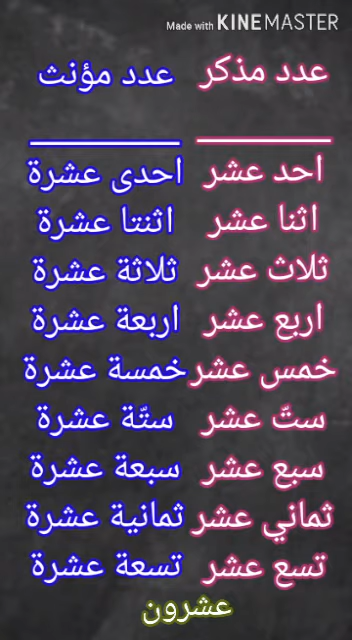 Made with KINEMASTER
عدد مذكر عدد مؤنث
احد عشر احدى عشرة
اثنا عشر اثنتا عشرة
ثلاث عشر ثلاثة عشرة
اربع عشر اربعة عشرة
خمس عشر خمسة عشرة
ستّ عشر ستّة عشرة
سبع عشر سبعة عشرة
ثماني عشر ثمانية عشرة
تسع عشر تسعة عشرة
عشرون